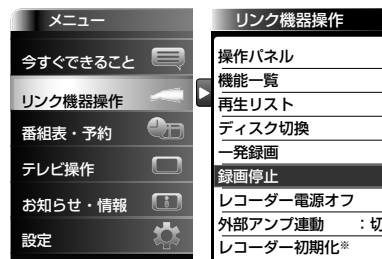 メニュー
今すぐできること
リンク機器操作
番組表・予約
テレビ操作
お知らせ・情報
設定
リンク機器操作
操作パネル
機能一覧
再生リスト
ディスク切換
一発録画
録画停止
レコーダー電源オフ
外部アンプ連動 :切
レコーダー初期化※